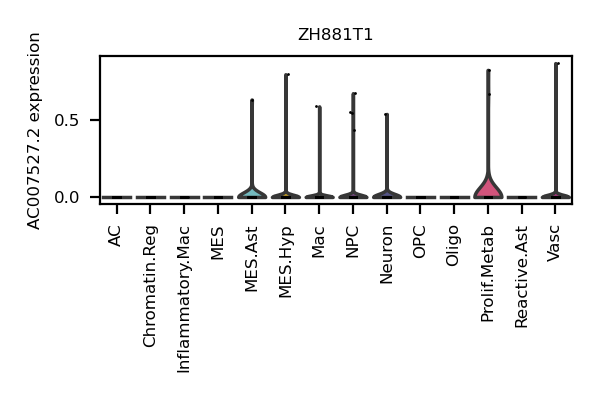 ZH881T1
AC007527.2 expression
0.5
0.0
AC
Chromatin.Reg
Inflammatory.Mac
MES
MES.Ast
MES.Hyp
Mac
NPC
Neuron
OPC
Oligo
Prolif.Metab
Reactive.Ast
Vasc